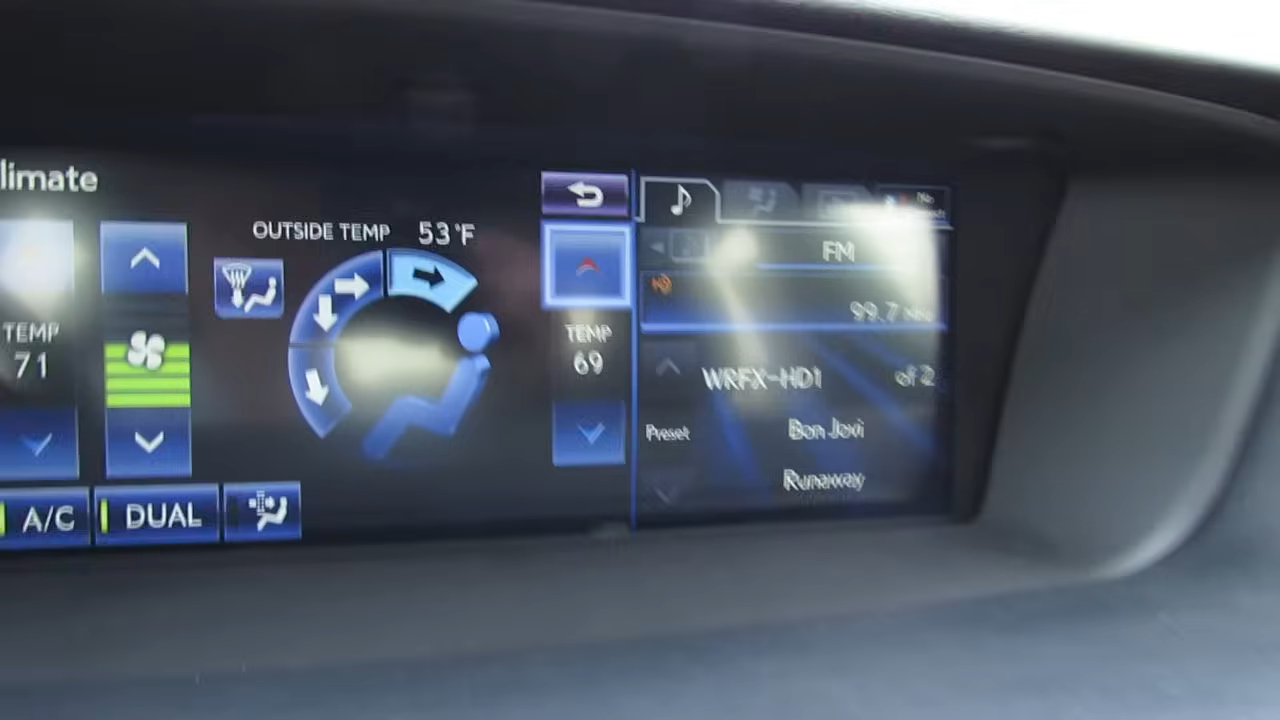 limate
OUTSIDE TEMP 53°F
TEMP
71
TEMP
69
A/C
DUAL
FM
99.7
WRFX-HD1 of 2
Preset
Bon Jovi
Runaway